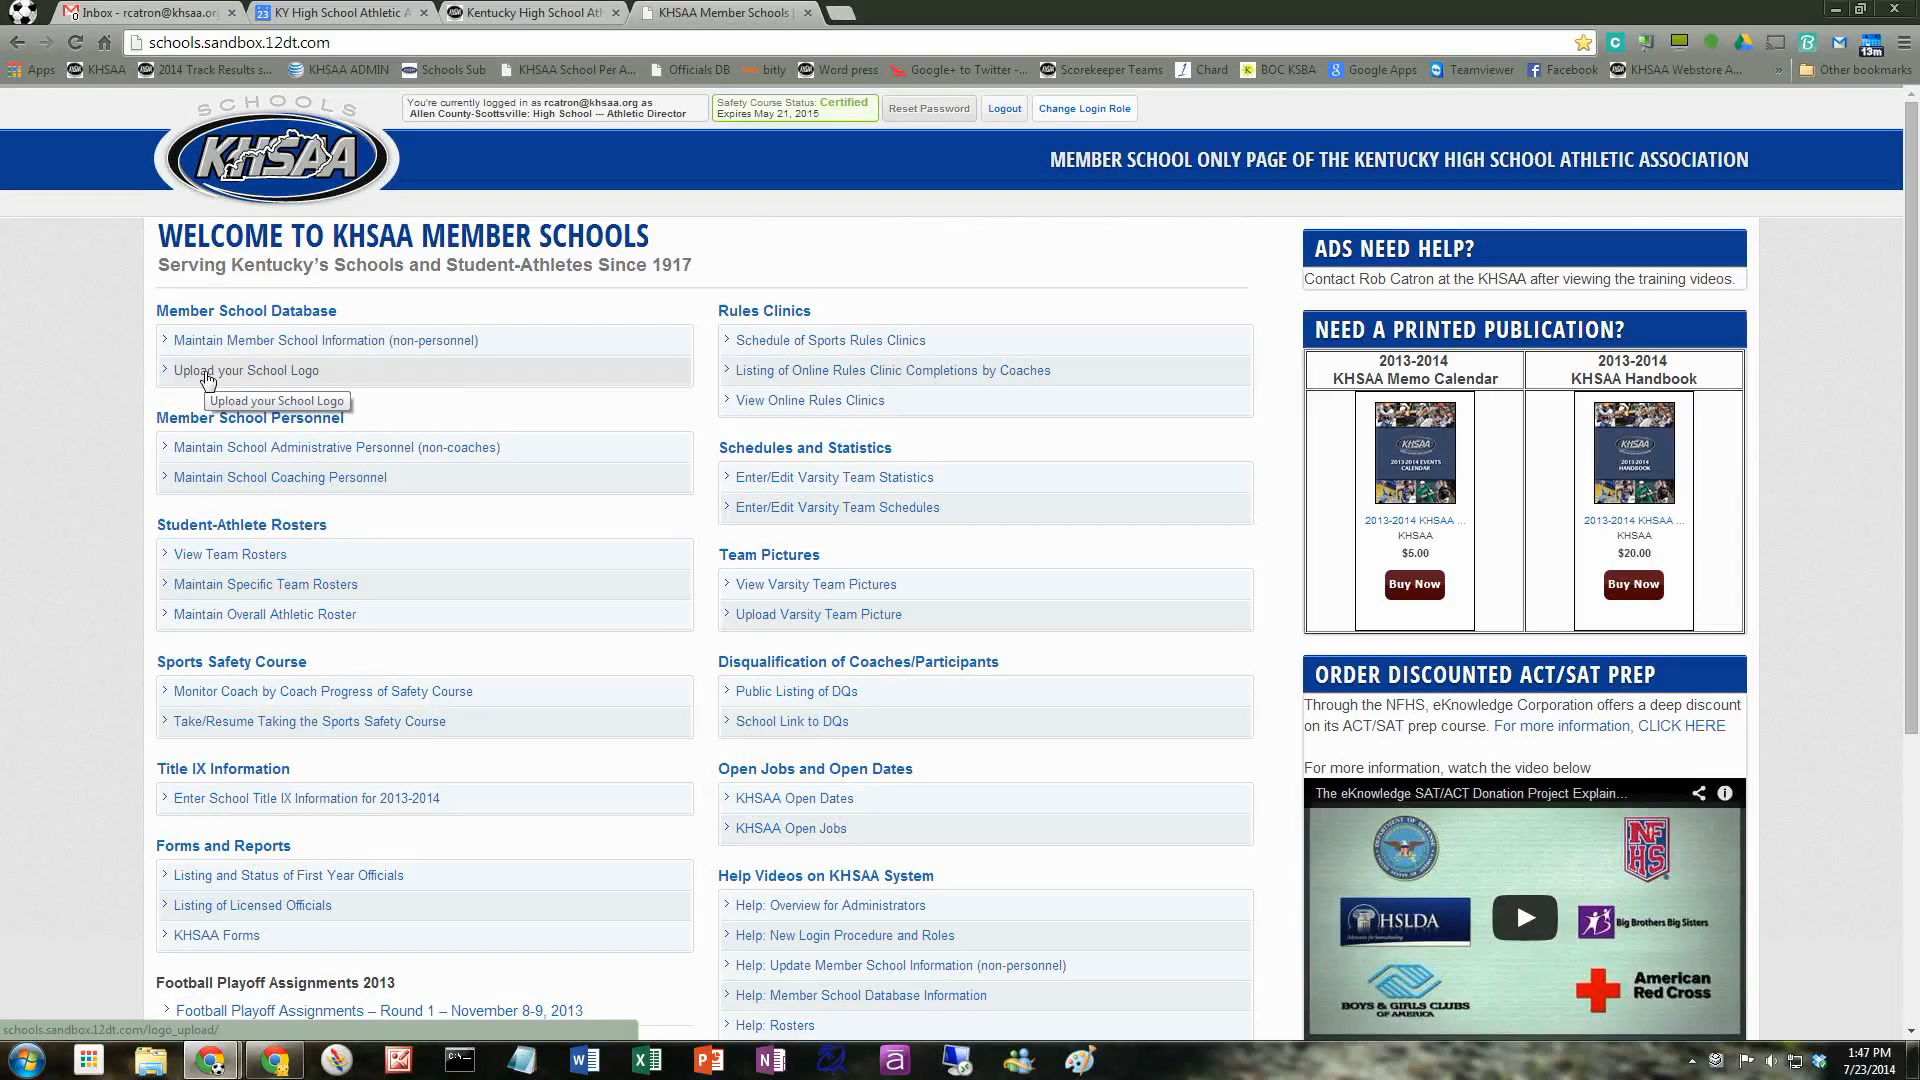 Inbox - rcatron@khsaa.org
KY High School Athletic A
Kentucky High School Ath
KHSAA Member Schools |
schools.sandbox.12dt.com
13m
Apps
KHSAA
2014 Track Results s...
KHSAA ADMIN
Schools Sub
KHSAA School Per A...
Officials DB
bitly
Word press
Google+ to Twitter -...
Scorekeeper Teams
Chard
BOC KSBA
Google Apps
Teamviewer
Facebook
KHSAA Webstore A...
»
Other bookmarks
SCHOOLS
KHSAA
You're currently logged in as rcatron@khsaa.org as
Allen County-Scottsville: High School --- Athletic Director
Safety Course Status: Certified
Expires May 21, 2015
Reset Password
Logout
Change Login Role
MEMBER SCHOOL ONLY PAGE OF THE KENTUCKY HIGH SCHOOL ATHLETIC ASSOCIATION
WELCOME TO KHSAA MEMBER SCHOOLS
Serving Kentucky's Schools and Student-Athletes Since 1917
Member School Database
Maintain Member School Information (non-personnel)
Upload your School Logo
Upload your School Logo
Member School Personnel
Maintain School Administrative Personnel (non-coaches)
Maintain School Coaching Personnel
Student-Athlete Rosters
View Team Rosters
Maintain Specific Team Rosters
Maintain Overall Athletic Roster
Sports Safety Course
Monitor Coach by Coach Progress of Safety Course
Take/Resume Taking the Sports Safety Course
Title IX Information
Enter School Title IX Information for 2013-2014
Forms and Reports
Listing and Status of First Year Officials
Listing of Licensed Officials
KHSAA Forms
Football Playoff Assignments 2013
Football Playoff Assignments – Round 1 – November 8-9, 2013
Rules Clinics
Schedule of Sports Rules Clinics
Listing of Online Rules Clinic Completions by Coaches
View Online Rules Clinics
Schedules and Statistics
Enter/Edit Varsity Team Statistics
Enter/Edit Varsity Team Schedules
Team Pictures
View Varsity Team Pictures
Upload Varsity Team Picture
Disqualification of Coaches/Participants
Public Listing of DQs
School Link to DQs
Open Jobs and Open Dates
KHSAA Open Dates
KHSAA Open Jobs
Help Videos on KHSAA System
Help: Overview for Administrators
Help: New Login Procedure and Roles
Help: Update Member School Information (non-personnel)
Help: Member School Database Information
Help: Rosters
ADS NEED HELP?
Contact Rob Catron at the KHSAA after viewing the training videos.
NEED A PRINTED PUBLICATION?
2013-2014
KHSAA Memo Calendar
2013-2014
KHSAA Handbook
KHSAA
2013-2014 EVENTS
CALENDAR
KHSAA
2013-2014
HANDBOOK
2013-2014 KHSAA ...
KHSAA
$5.00
Buy Now
2013-2014 KHSAA ...
KHSAA
$20.00
Buy Now
ORDER DISCOUNTED ACT/SAT PREP
Through the NFHS, eKnowledge Corporation offers a deep discount
on its ACT/SAT prep course. For more information, CLICK HERE
For more information, watch the video below
The eKnowledge SAT/ACT Donation Project Explain...
NFHS
HSLDA
Big Brothers Big Sisters
BOYS & GIRLS CLUBS
OF AMERICA
American
Red Cross
schools.sandbox.12dt.com/logo_upload/
1:47 PM
7/23/2014